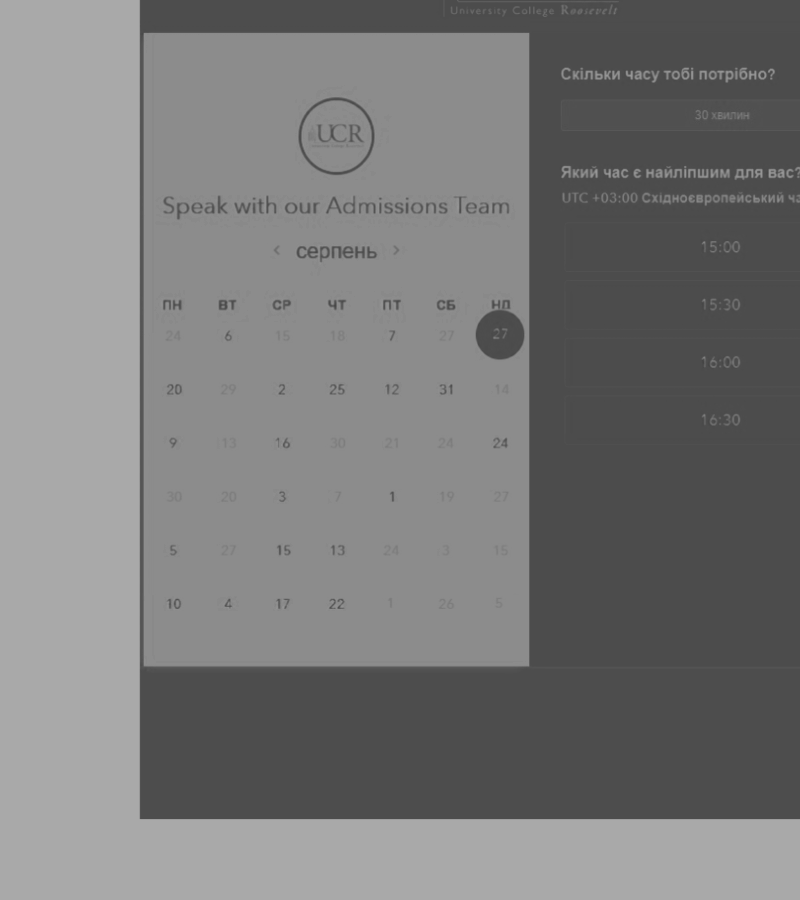 University College Roosevelt
UCR
Speak with our Admissions Team
‹ серпень ›
ПН ВТ СР ЧТ ПТ СБ НД
24 6 15 18 7 27 27
20 29 2 25 12 31 14
9 13 16 30 21 24 24
30 20 3 7 1 19 27
5 27 15 13 24 3 15
10 4 17 22 1 26 5
Скільки часу тобі потрібно?
30 хвилин
Який час є найліпшим для вас?
UTC +03:00 Східноєвропейський ча
15:00
15:30
16:00
16:30